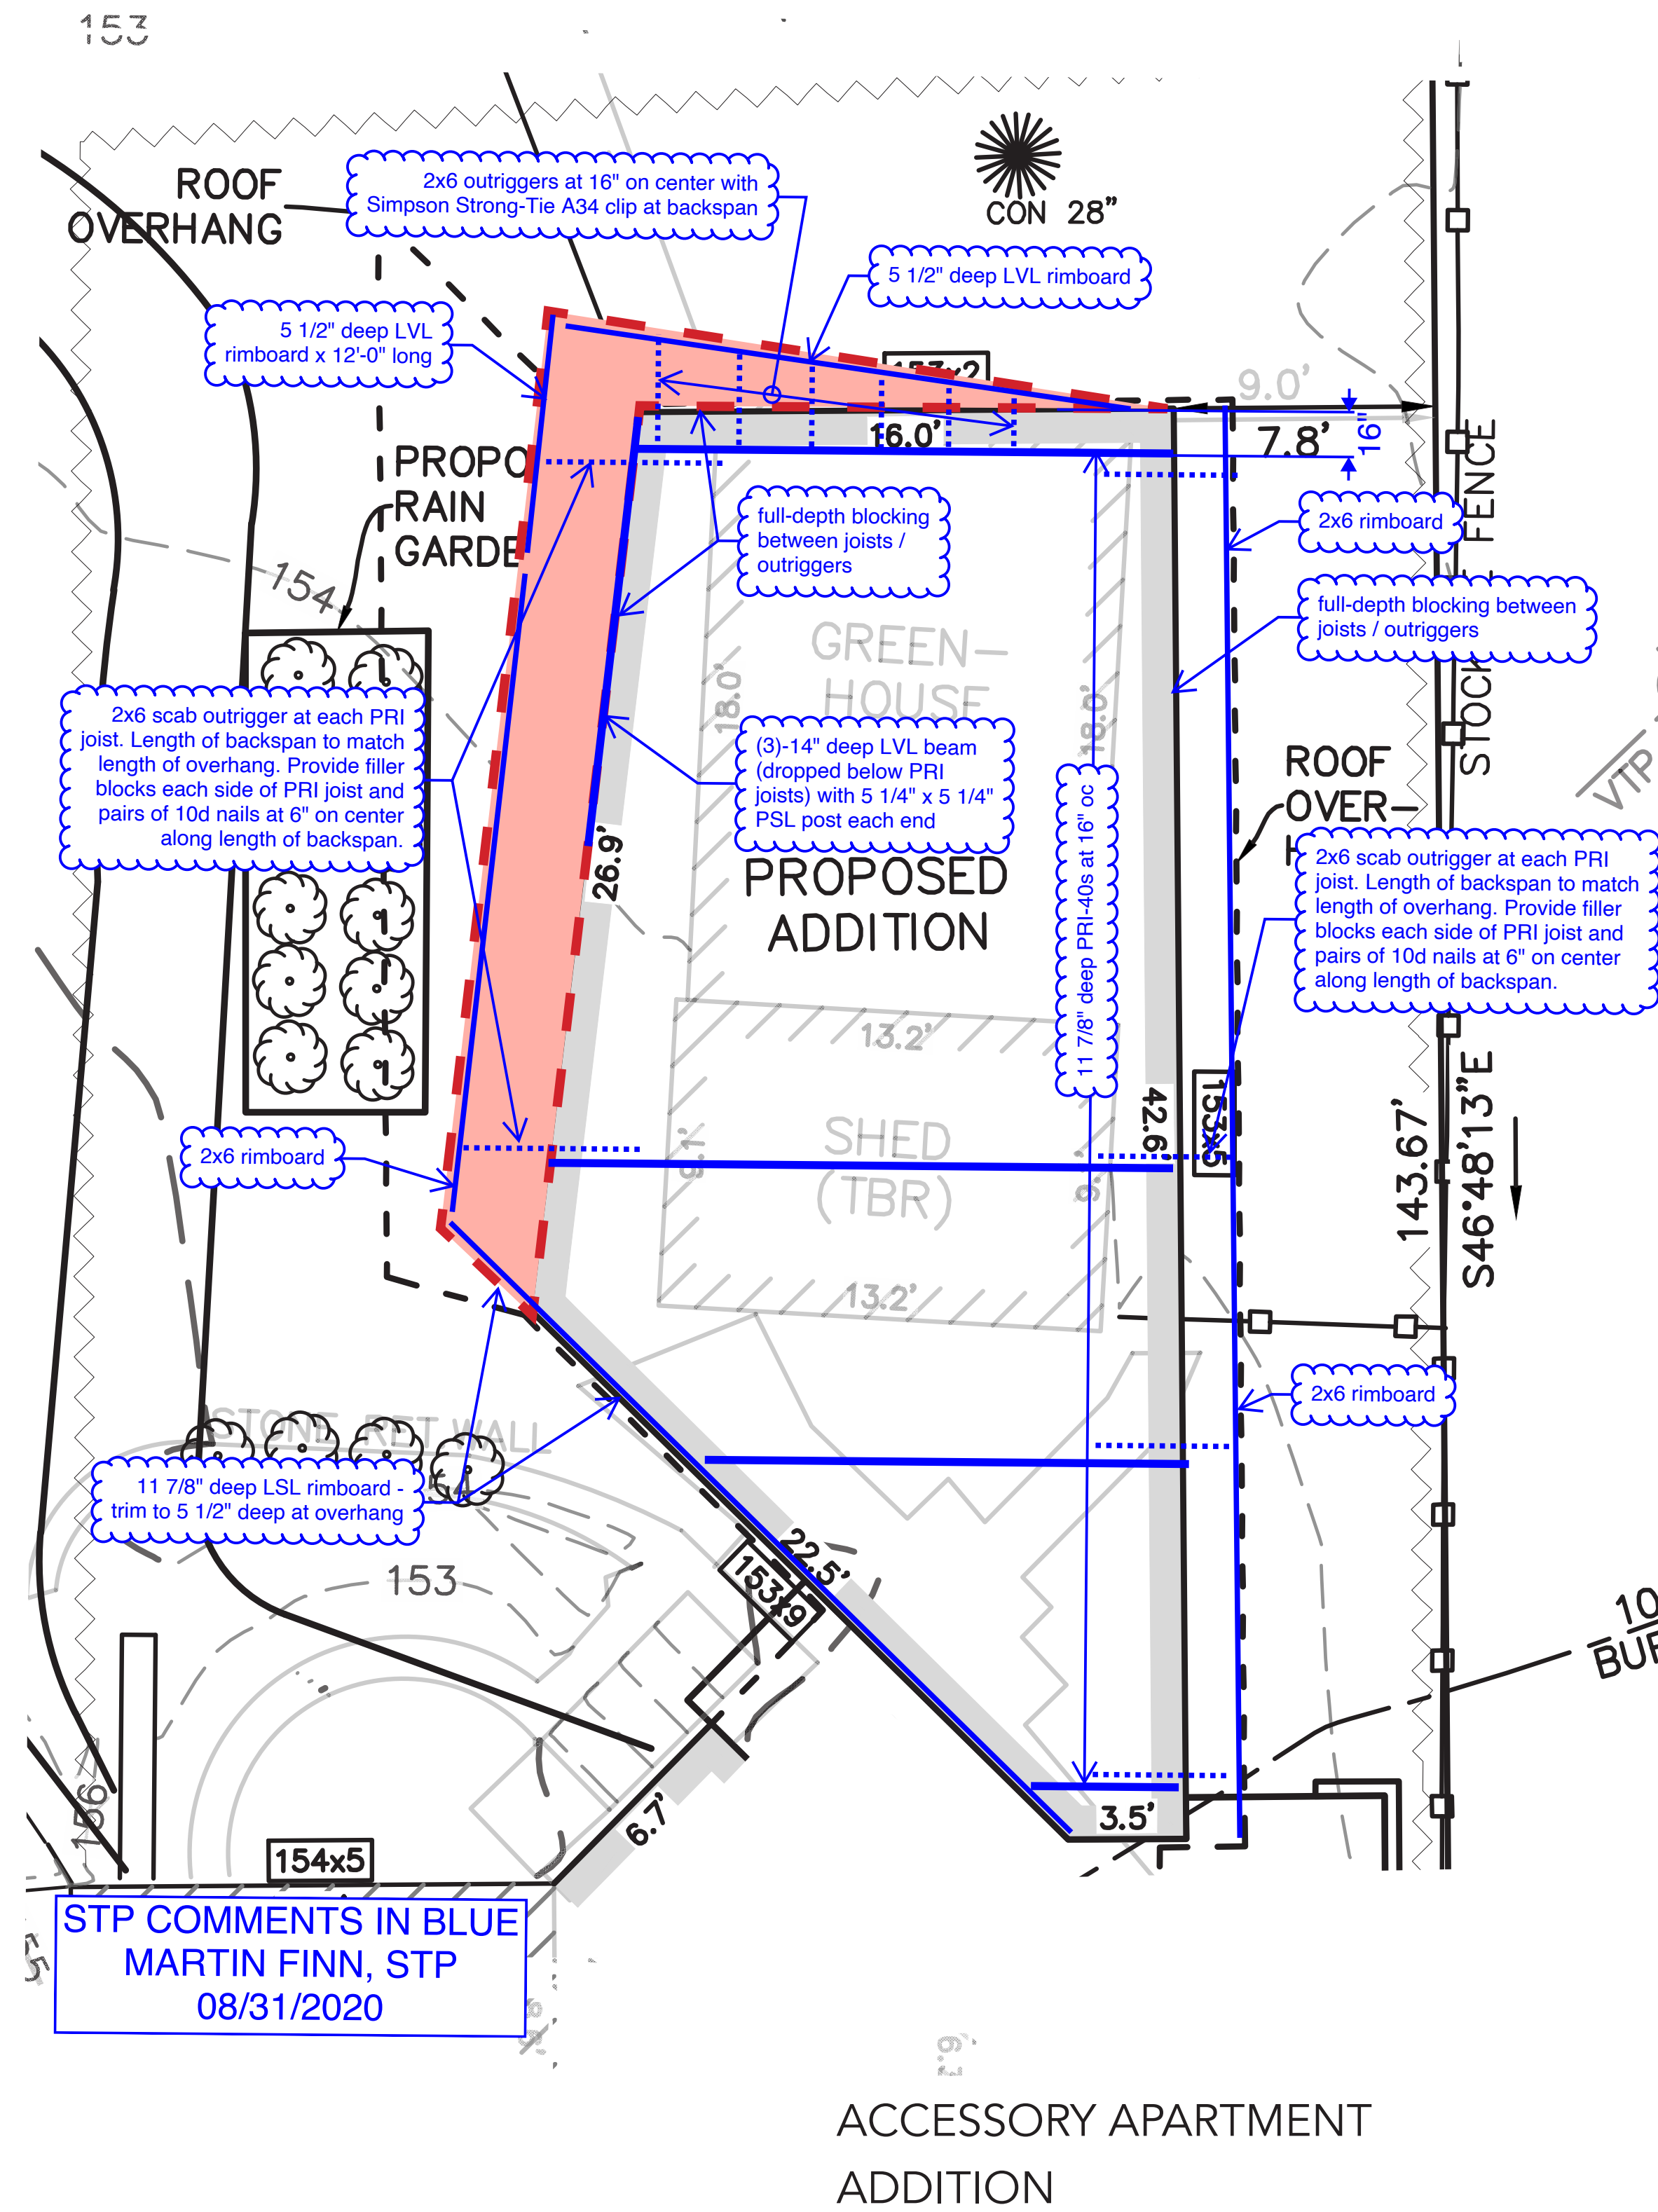 153
ROOF
OVERHANG
2x6 outriggers at 16" on center with
Simpson Strong-Tie A34 clip at backspan
CON 28"
5 1/2" deep LVL rimboard
5 1/2" deep LVL
rimboard x 12'-0" long
9.0'
16.0'
7.8'
16"
PROPO
RAIN
GARDE
154
full-depth blocking
between joists /
outriggers
2x6 rimboard
FENCE
full-depth blocking between
joists / outriggers
GREEN-
HOUSE
18.0'
18.0'
2x6 scab outrigger at each PRI
joist. Length of backspan to match
length of overhang. Provide filler
blocks each side of PRI joist and
pairs of 10d nails at 6" on center
along length of backspan.
(3)-14" deep LVL beam
(dropped below PRI
joists) with 5 1/4" x 5 1/4"
PSL post each end
11 7/8" deep PRI-40s at 16" oc
STOCK
VTP
ROOF
OVER-
26.9'
PROPOSED
ADDITION
2x6 scab outrigger at each PRI
joist. Length of backspan to match
length of overhang. Provide filler
blocks each side of PRI joist and
pairs of 10d nails at 6" on center
along length of backspan.
13.2'
42.6'
153x5
143.67'
S46°48'13"E
2x6 rimboard
SHED
(TBR)
9.1'
13.2'
2x6 rimboard
STONE RET WALL
11 7/8" deep LSL rimboard -
trim to 5 1/2" deep at overhang
54
153
22.5'
153x9
10
BUF
156
6.7'
3.5'
154x5
STP COMMENTS IN BLUE
MARTIN FINN, STP
08/31/2020
ACCESSORY APARTMENT
ADDITION